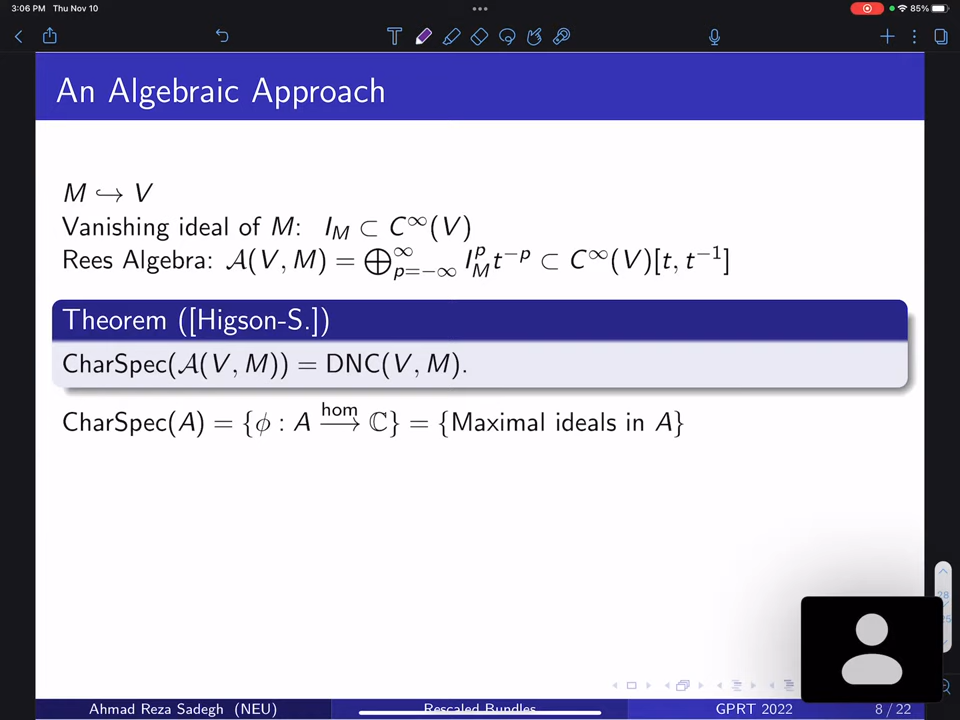 3:06 PM Thu Nov 10
85%
An Algebraic Approach
M ↪ V
Vanishing ideal of M: I_M ⊂ C^∞(V)
Rees Algebra: 𝒜(V, M) = ⊕_{p=−∞}^{∞} I_M^p t^{−p} ⊂ C^∞(V)[t, t^{−1}]
Theorem ([Higson-S.])
CharSpec(𝒜(V, M)) = DNC(V, M).
CharSpec(A) = {ϕ : A \xrightarrow{hom} ℂ} = {Maximal ideals in A}
Ahmad Reza Sadegh (NEU) Rescaled Bundles GPRT 2022 8 / 22